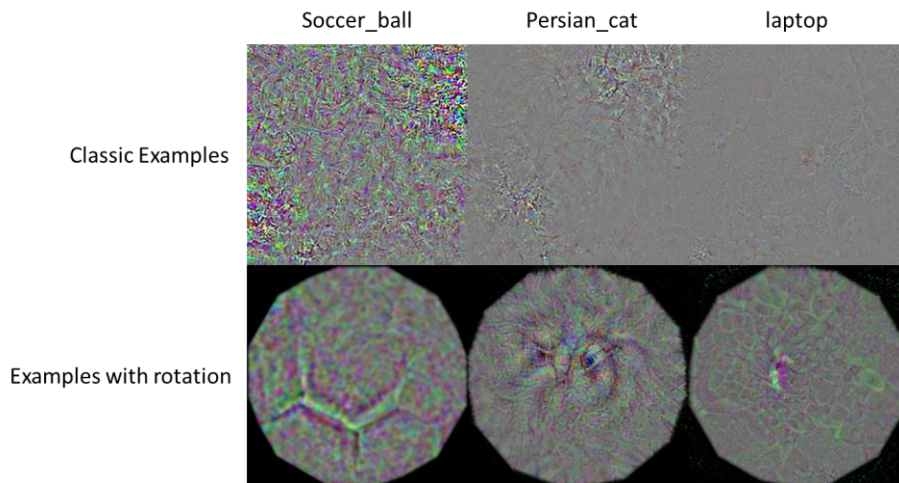 Soccer_ball Persian_cat laptop
Classic Examples
Examples with rotation